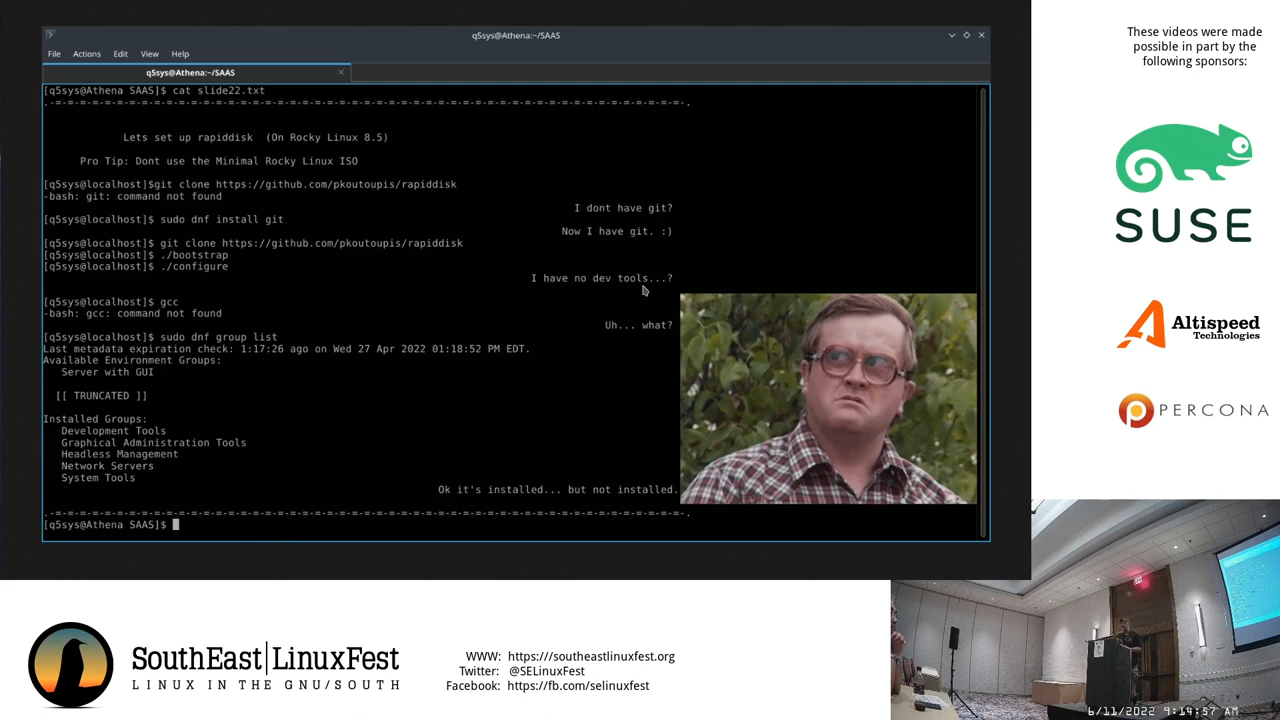 q5sys@Athena:~/SAAS
File Actions Edit View Help
q5sys@Athena:~/SAAS
[q5sys@Athena SAAS]$ cat slide22.txt
.-=-=-=-=-=-=-=-=-=-=-=-=-=-=-=-=-=-=-=-=-=-=-=-=-=-=-=-=-=-=-=-=-=-=-=-=-=-=-=-=-=-=-=-=-=-=-=-=-=-=-=-=-.
Lets set up rapiddisk (On Rocky Linux 8.5)
Pro Tip: Dont use the Minimal Rocky Linux ISO
[q5sys@localhost]$git clone https://github.com/pkoutoupis/rapiddisk
-bash: git: command not found
I dont have git?
[q5sys@localhost]$ sudo dnf install git
Now I have git. :)
[q5sys@localhost]$ git clone https://github.com/pkoutoupis/rapiddisk
[q5sys@localhost]$ ./bootstrap
[q5sys@localhost]$ ./configure
I have no dev tools...?
[q5sys@localhost]$ gcc
-bash: gcc: command not found
Uh... what?
[q5sys@localhost]$ sudo dnf group list
Last metadata expiration check: 1:17:26 ago on Wed 27 Apr 2022 01:18:52 PM EDT.
Available Environment Groups:
Server with GUI
[[ TRUNCATED ]]
Installed Groups:
Development Tools
Graphical Administration Tools
Headless Management
Network Servers
System Tools
Ok it's installed... but not installed.
.-=-=-=-=-=-=-=-=-=-=-=-=-=-=-=-=-=-=-=-=-=-=-=-=-=-=-=-=-=-=-=-=-=-=-=-=-=-=-=-=-=-=-=-=-=-=-=-=-=-=-=-=-.
[q5sys@Athena SAAS]$
These videos were made
possible in part by the
following sponsors:
SUSE
Altispeed
Technologies
PERCONA
SouthEast LinuxFest
LINUX IN THE GNU/SOUTH
WWW: https:///southeastlinuxfest.org
Twitter: @SELinuxFest
Facebook: https://fb.com/selinuxfest
6/11/2022 9:14:57 AM